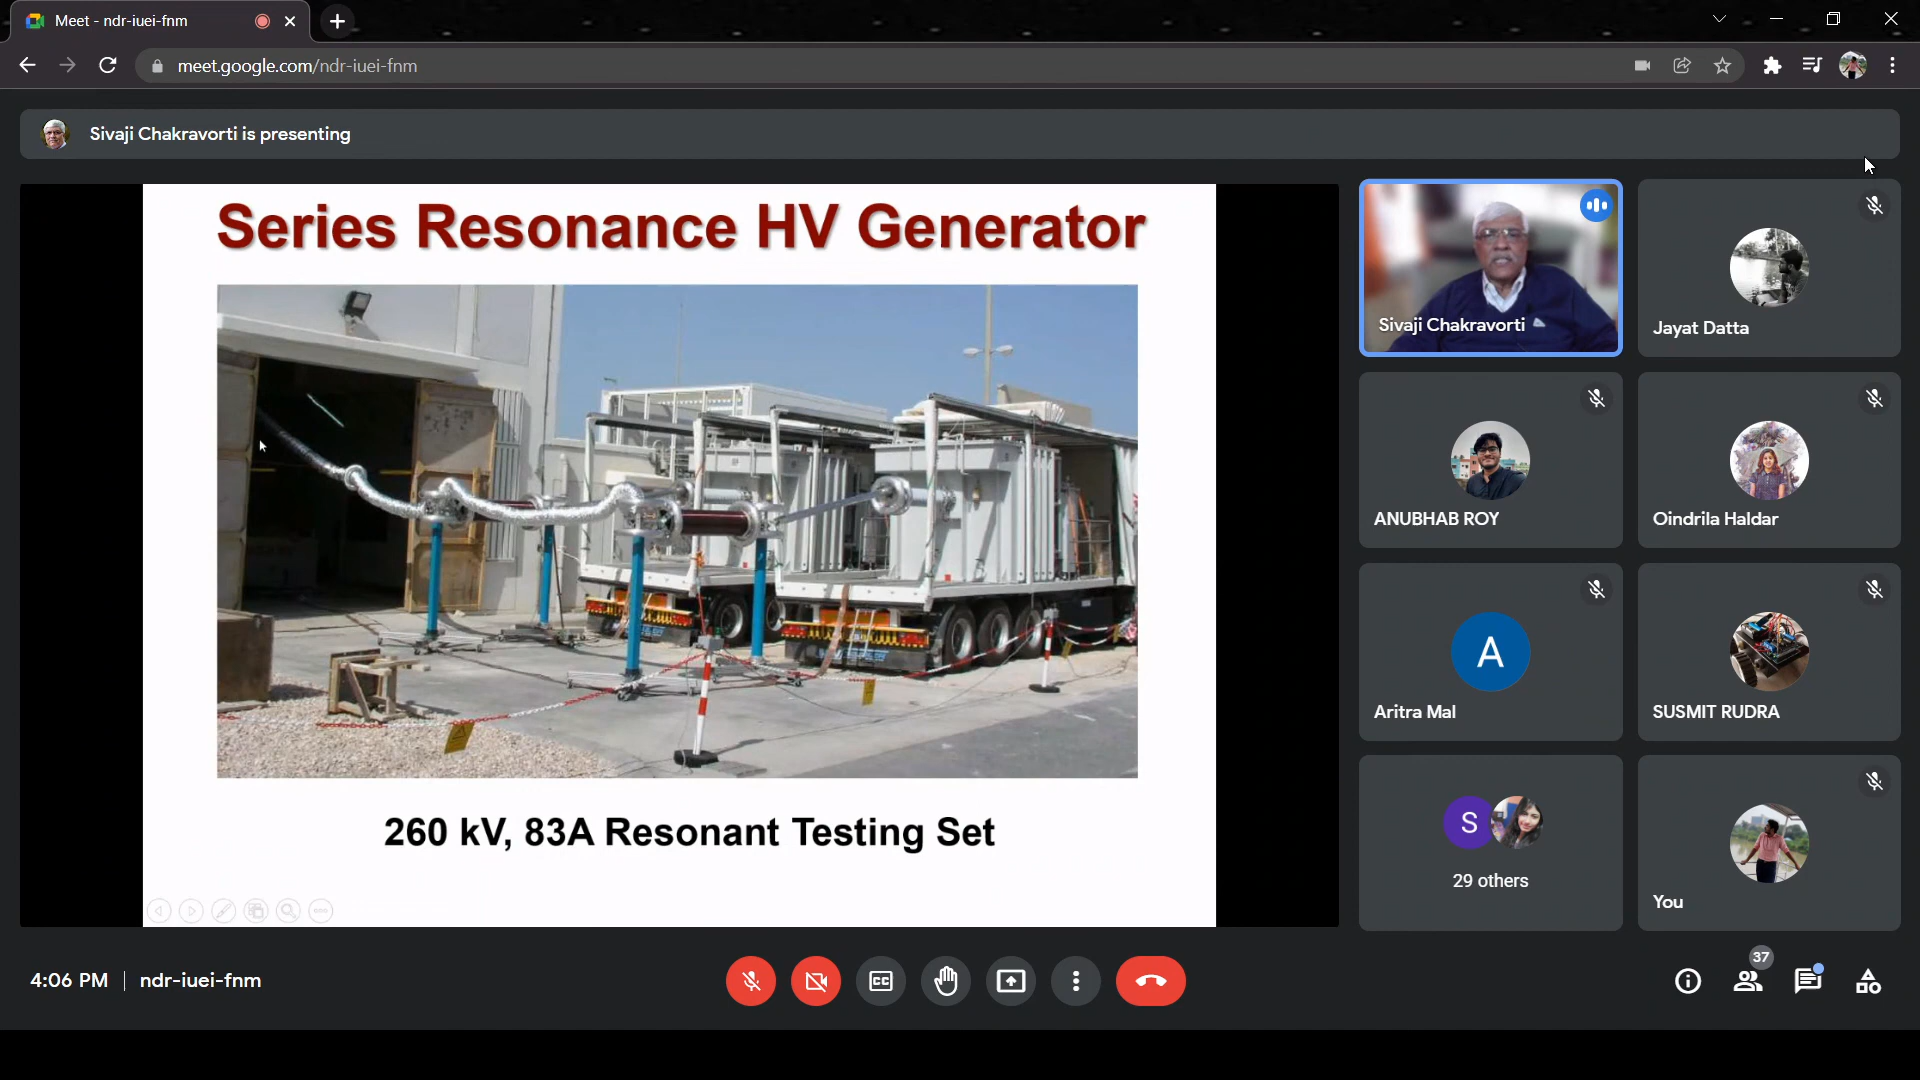 Meet - ndr-iuei-fnm
meet.google.com/ndr-iuei-fnm
Sivaji Chakravorti is presenting
Series Resonance HV Generator
260 kV, 83A Resonant Testing Set
Sivaji Chakravorti
Jayat Datta
ANUBHAB ROY
Oindrila Haldar
A
Aritra Mal
SUSMIT RUDRA
S
29 others
You
4:06 PM
ndr-iuei-fnm
CC
37